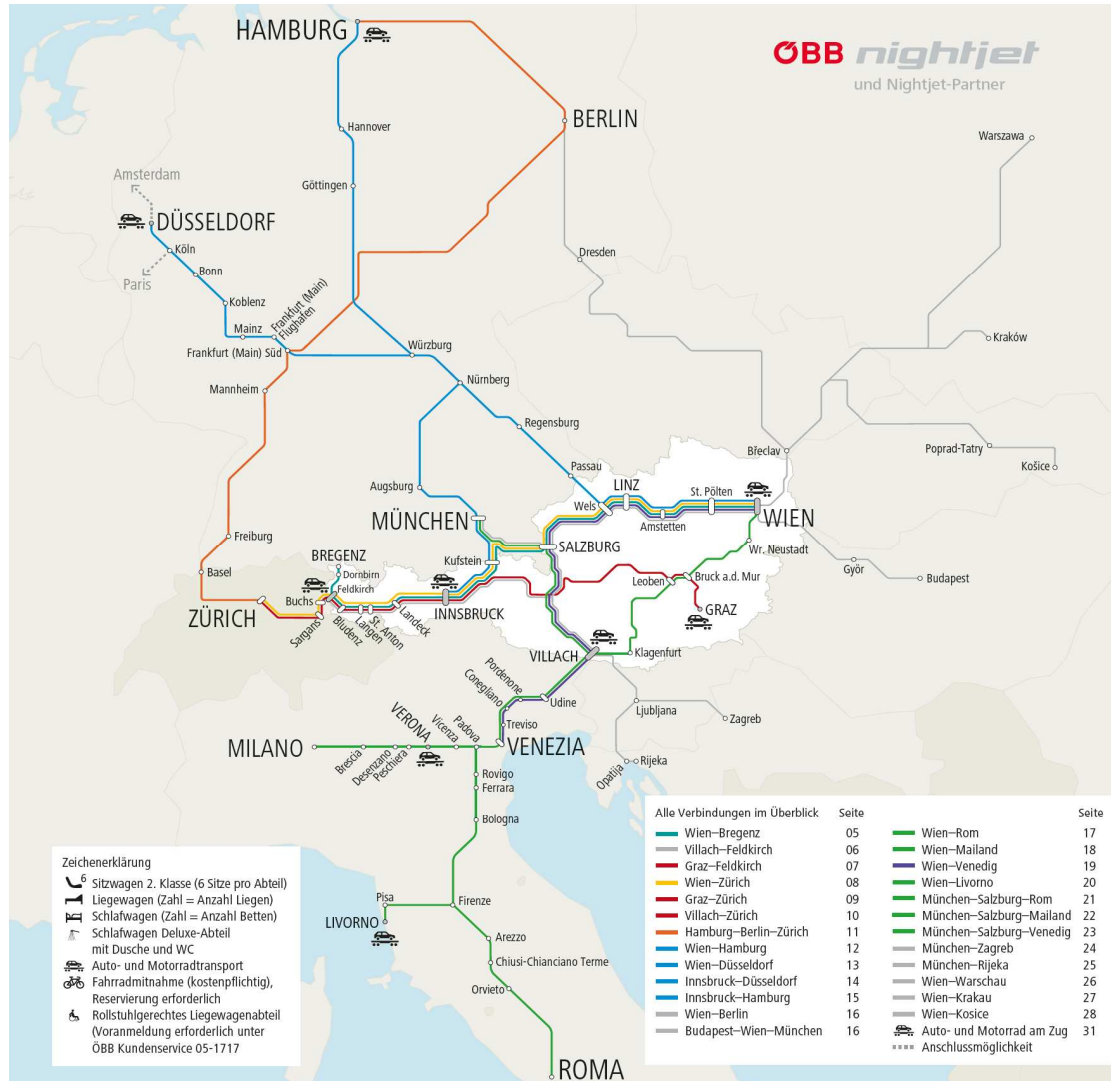 HAMBURG
ÖBB nightjet
und Nightjet-Partner
BERLIN
Hannover
Warszawa
Göttingen
Amsterdam
DÜSSELDORF
Köln
Paris
Bonn
Dresden
Koblenz
Mainz
Frankfurt (Main)
Flughafen
Frankfurt (Main) Süd
Würzburg
Kraków
Mannheim
Nürnberg
Regensburg
Břeclav
Poprad-Tatry
Košice
Passau
Augsburg
LINZ
St. Pölten
Wels
MÜNCHEN
Amstetten
WIEN
Freiburg
SALZBURG
Kufstein
Wr. Neustadt
BREGENZ
Dornbirn
Feldkirch
Basel
Győr
Budapest
Leoben
Bruck a.d. Mur
Buchs
ZÜRICH
Sargans
Bludenz
Langen
St. Anton
Landeck
INNSBRUCK
GRAZ
VILLACH
Klagenfurt
Pordenone
Conegliano
Udine
Ljubljana
Zagreb
Treviso
VERONA
Vicenza
Padova
MILANO
VENEZIA
Brescia
Desenzano
Peschiera
Opatija
Rijeka
Rovigo
Ferrara
Bologna
Pisa
Firenze
LIVORNO
Arezzo
Chiusi-Chianciano Terme
Orvieto
ROMA
Zeichenerklärung
6 Sitzwagen 2. Klasse (6 Sitze pro Abteil)
Liegewagen (Zahl = Anzahl Liegen)
Schlafwagen (Zahl = Anzahl Betten)
Schlafwagen Deluxe-Abteil
mit Dusche und WC
Auto- und Motorradtransport
Fahrradmitnahme (kostenpflichtig),
Reservierung erforderlich
Rollstuhlgerechtes Liegewagenabteil
(Voranmeldung erforderlich unter
ÖBB Kundenservice 05-1717
Alle Verbindungen im Überblick Seite
Wien–Bregenz 05
Villach–Feldkirch 06
Graz–Feldkirch 07
Wien–Zürich 08
Graz–Zürich 09
Villach–Zürich 10
Hamburg–Berlin–Zürich 11
Wien–Hamburg 12
Wien–Düsseldorf 13
Innsbruck–Düsseldorf 14
Innsbruck–Hamburg 15
Wien–Berlin 16
Budapest–Wien–München 16
Seite
Wien–Rom 17
Wien–Mailand 18
Wien–Venedig 19
Wien–Livorno 20
München–Salzburg–Rom 21
München–Salzburg–Mailand 22
München–Salzburg–Venedig 23
München–Zagreb 24
München–Rijeka 25
Wien–Warschau 26
Wien–Krakau 27
Wien–Kosice 28
Auto- und Motorrad am Zug 31
Anschlussmöglichkeit